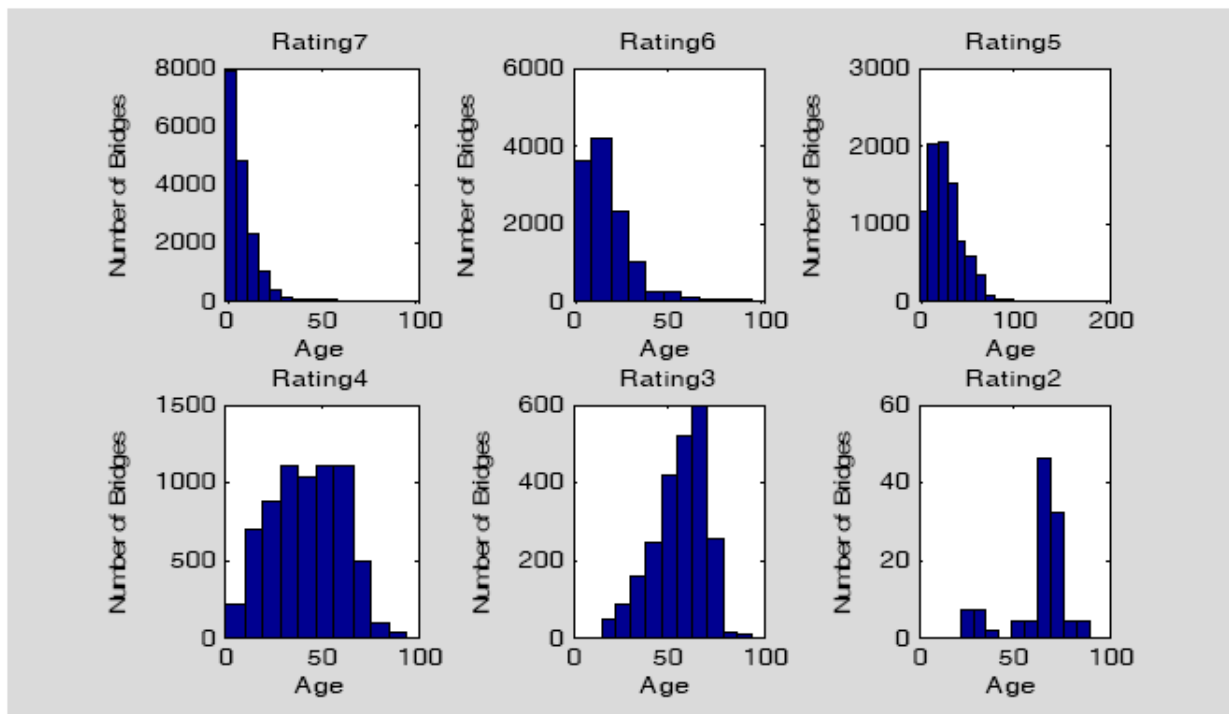 Rating7
Number of Bridges
8000
6000
4000
2000
0
0 50 100
Age
Rating6
Number of Bridges
6000
4000
2000
0
0 50 100
Age
Rating5
Number of Bridges
3000
2000
1000
0
0 100 200
Age
Rating4
Number of Bridges
1500
1000
500
0
0 50 100
Age
Rating3
Number of Bridges
600
400
200
0
0 50 100
Age
Rating2
Number of Bridges
60
40
20
0
0 50 100
Age